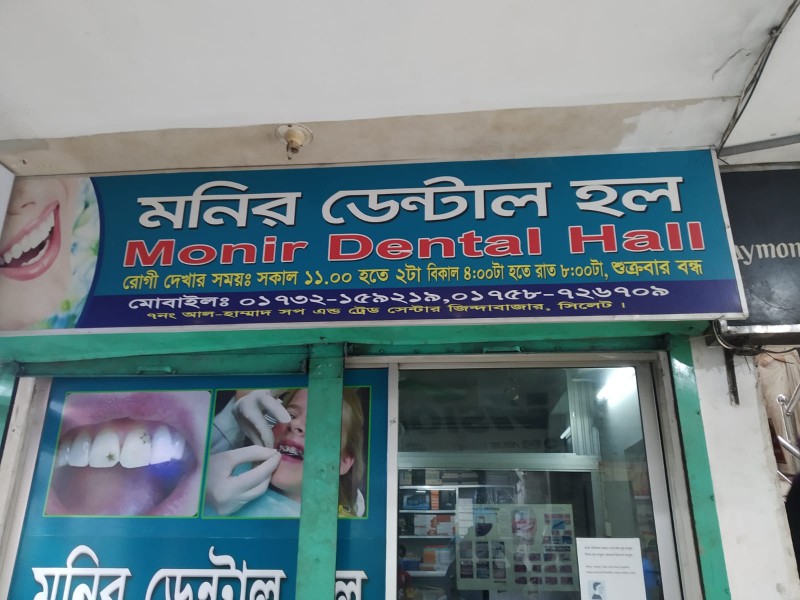 মনির ডেন্টাল হল
Monir Dental Hall
রোগী দেখার সময়ঃ সকাল ১১.০০ হতে ২টা বিকাল ৪:০০টা হতে রাত ৮:০০টা, শুক্রবার বন্ধ
মোবাইলঃ ০১৭৩২-১৫৯২১৯,০১৭৫৮-৭২৬৭০৯
৭নং আল-হাম্মাদ সপ এন্ড ট্রেড সেন্টার জিন্দাবাজার, সিলেট ।
মনির ডেন্টাল হল